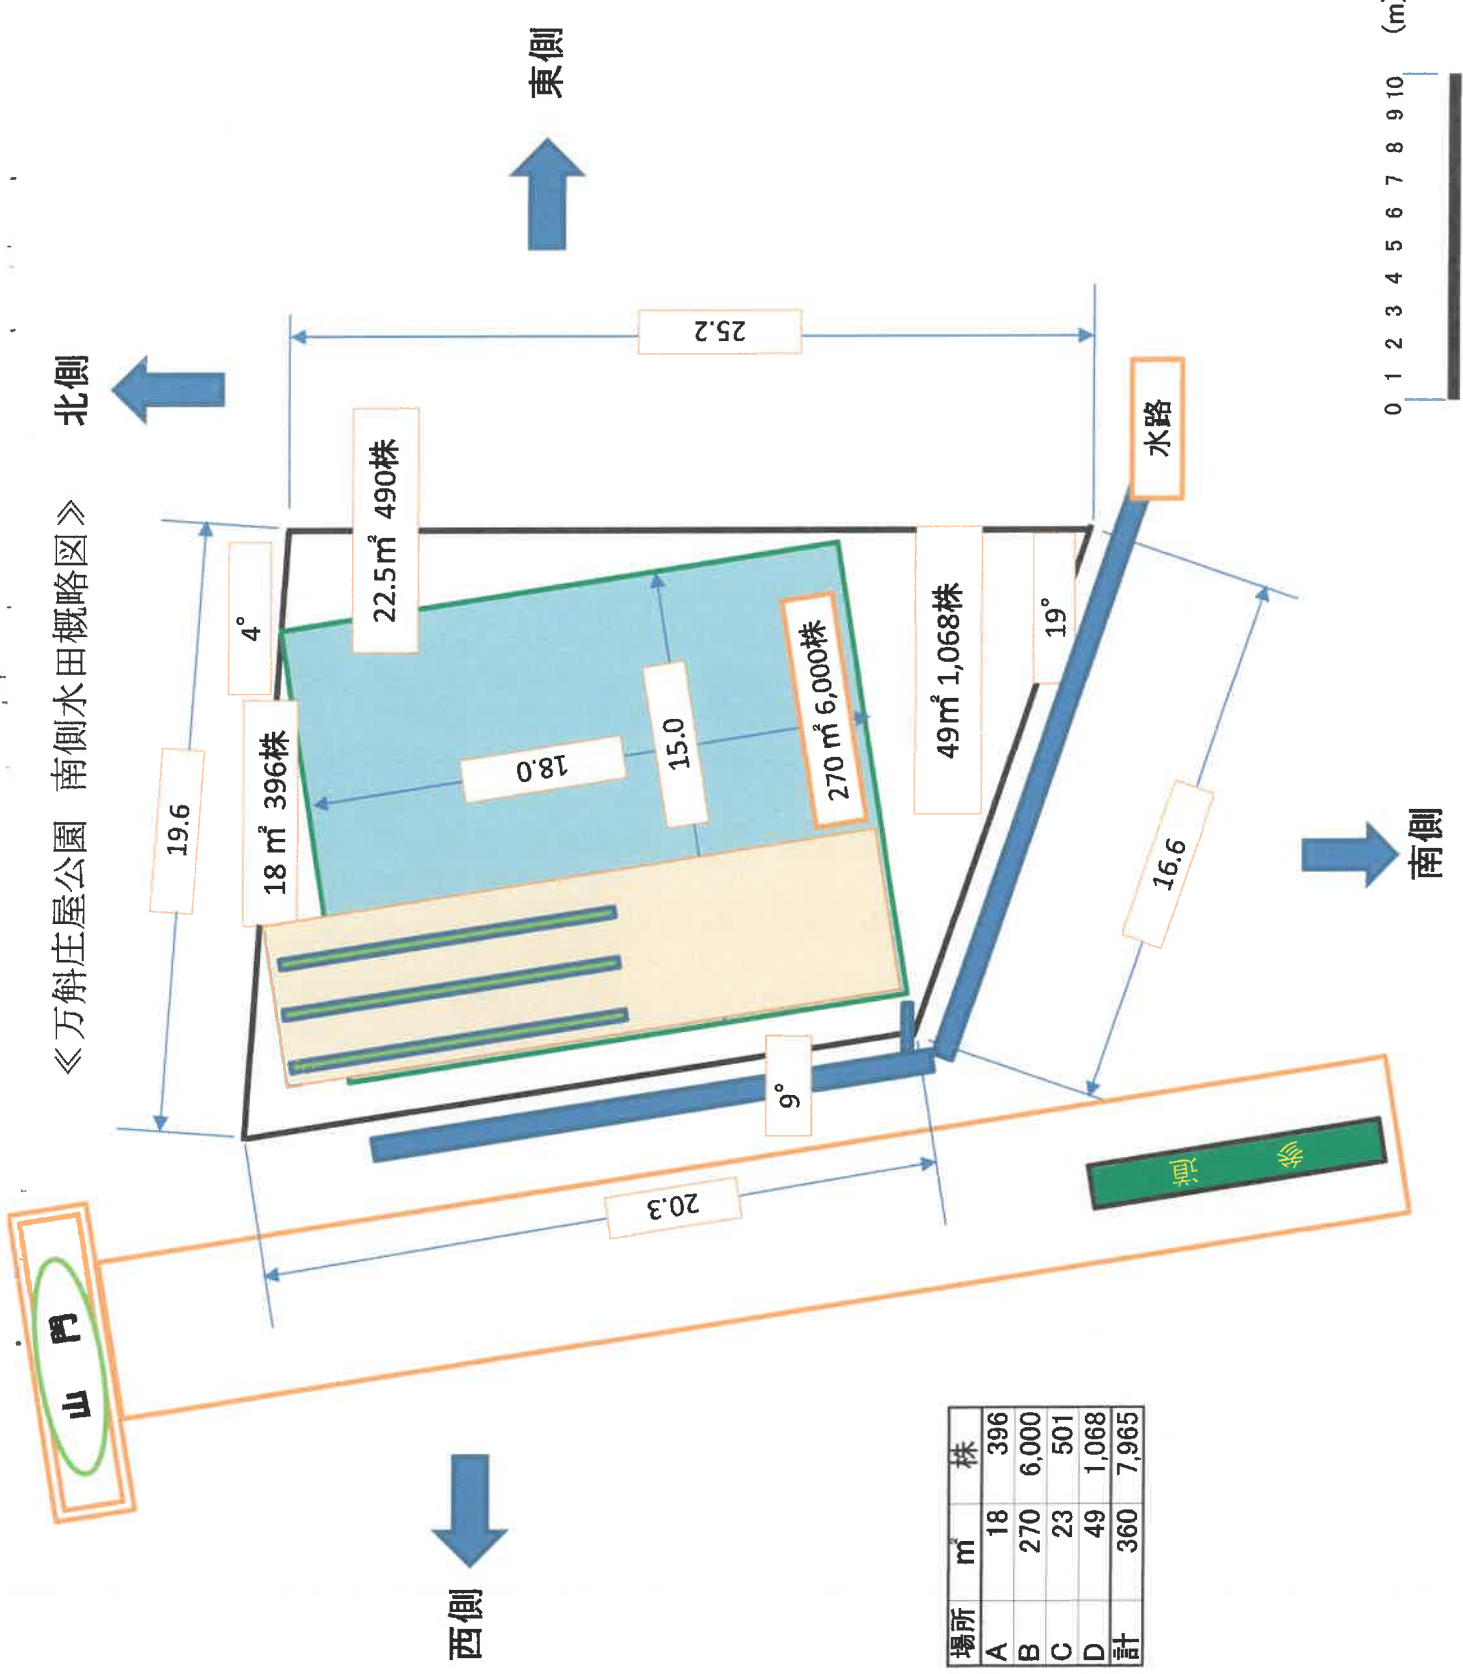 ≪万斛庄屋公園　南側水田概略図≫
北側
東側
西側
南側
山門
19.6
4°
18㎡ 396株
22.5㎡ 490株
25.2
18.0
15.0
270㎡ 6,000株
49㎡ 1,068株
19°
9°
20.3
16.6
水路
参道
0 1 2 3 4 5 6 7 8 9 10 (m)
場所 ㎡ 株
A 18 396
B 270 6,000
C 23 501
D 49 1,068
計 360 7,965